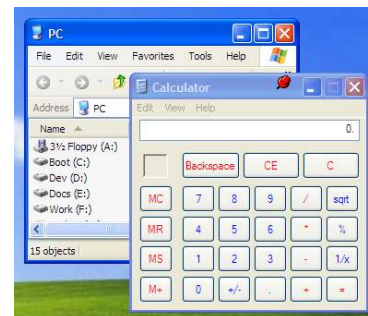 PC
File Edit View Favorites Tools Help
Address PC
Name
3½ Floppy (A:)
Boot (C:)
Dev (D:)
Docs (E:)
Work (F:)
15 objects
Calculator
Edit View Help
0.
Backspace CE C
MC 7 8 9 / sqrt
MR 4 5 6 * %
MS 1 2 3 - 1/x
M+ 0 +/- . + =